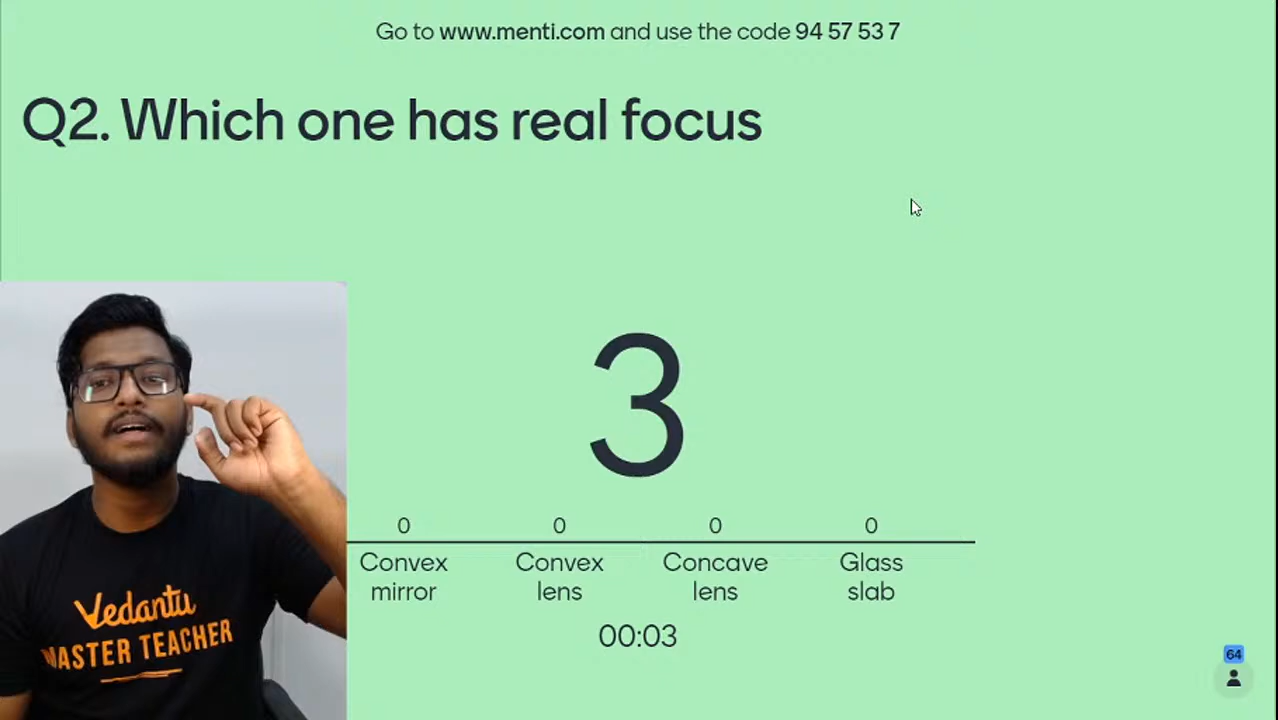 Go to www.menti.com and use the code 94 57 53 7
Q2. Which one has real focus
3
0 0 0 0
Convex mirror
Convex lens
Concave lens
Glass slab
00:03
64
Vedantu
MASTER TEACHER